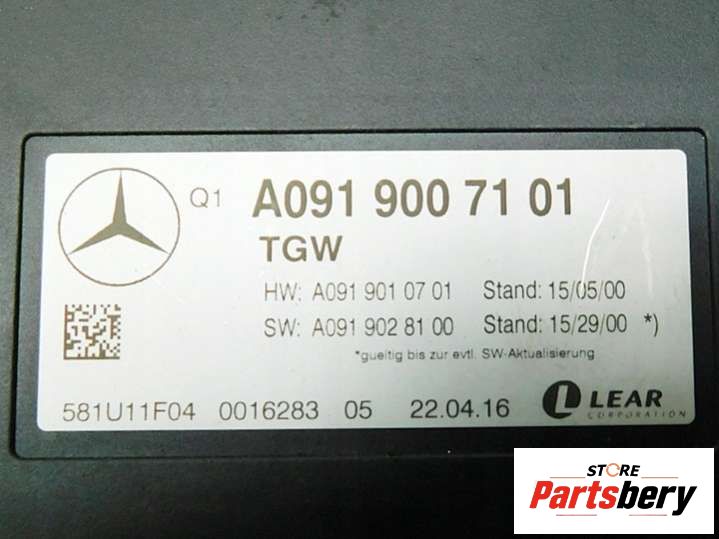 Q1 A091 900 71 01
TGW
HW: A091 901 07 01 Stand: 15/05/00
SW: A091 902 81 00 Stand: 15/29/00 *)
*gueitig bis zur evtl. SW-Aktualisierung
581U11F04 0016283 05 22.04.16 LEAR
CORPORATION
STORE
Partsbery